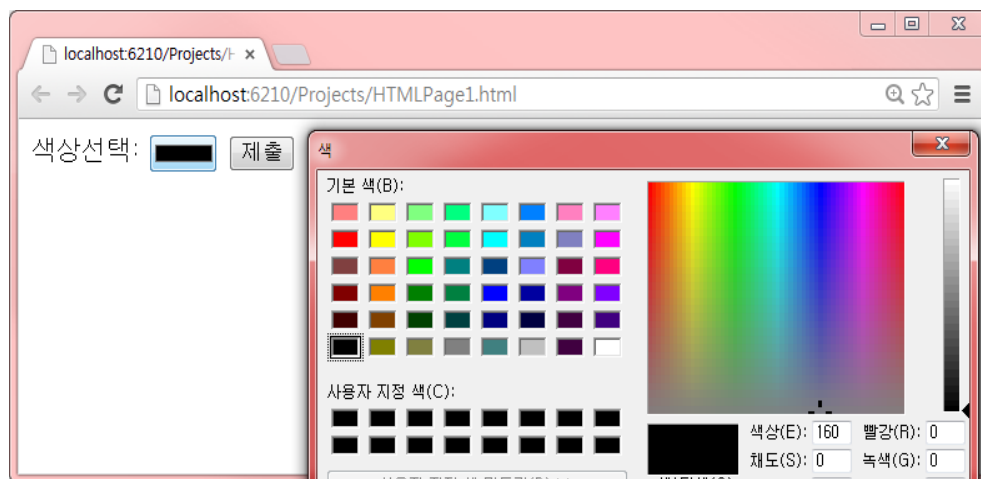 localhost:6210/Projects/H
localhost:6210/Projects/HTMLPage1.html
색상선택:
제출
색
기본 색(B):
사용자 지정 색(C):
색상(E): 160
빨강(R): 0
채도(S): 0
녹색(G): 0